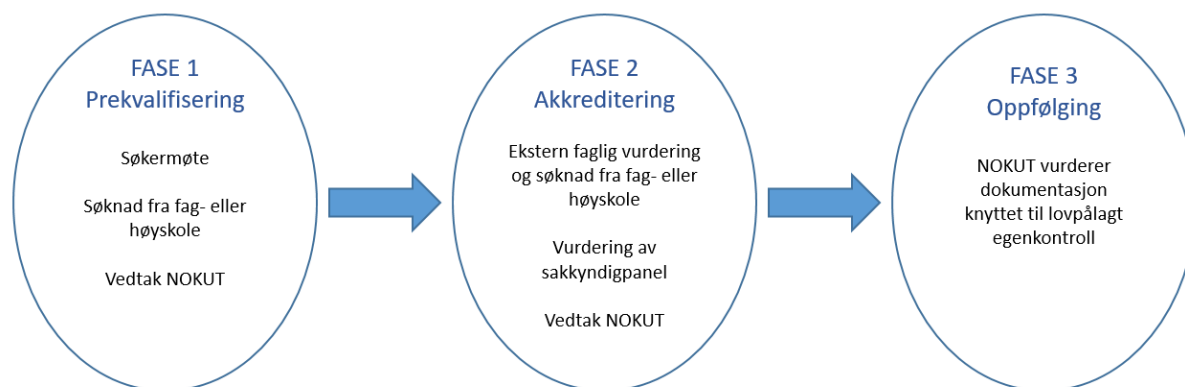 FASE 1
Prekvalifisering
Søkermøte
Søknad fra fag- eller
høyskole
Vedtak NOKUT
FASE 2
Akkreditering
Ekstern faglig vurdering
og søknad fra fag- eller
høyskole
Vurdering av
sakkyndigpanel
Vedtak NOKUT
FASE 3
Oppfølging
NOKUT vurderer
dokumentasjon
knyttet til lovpålagt
egenkontroll